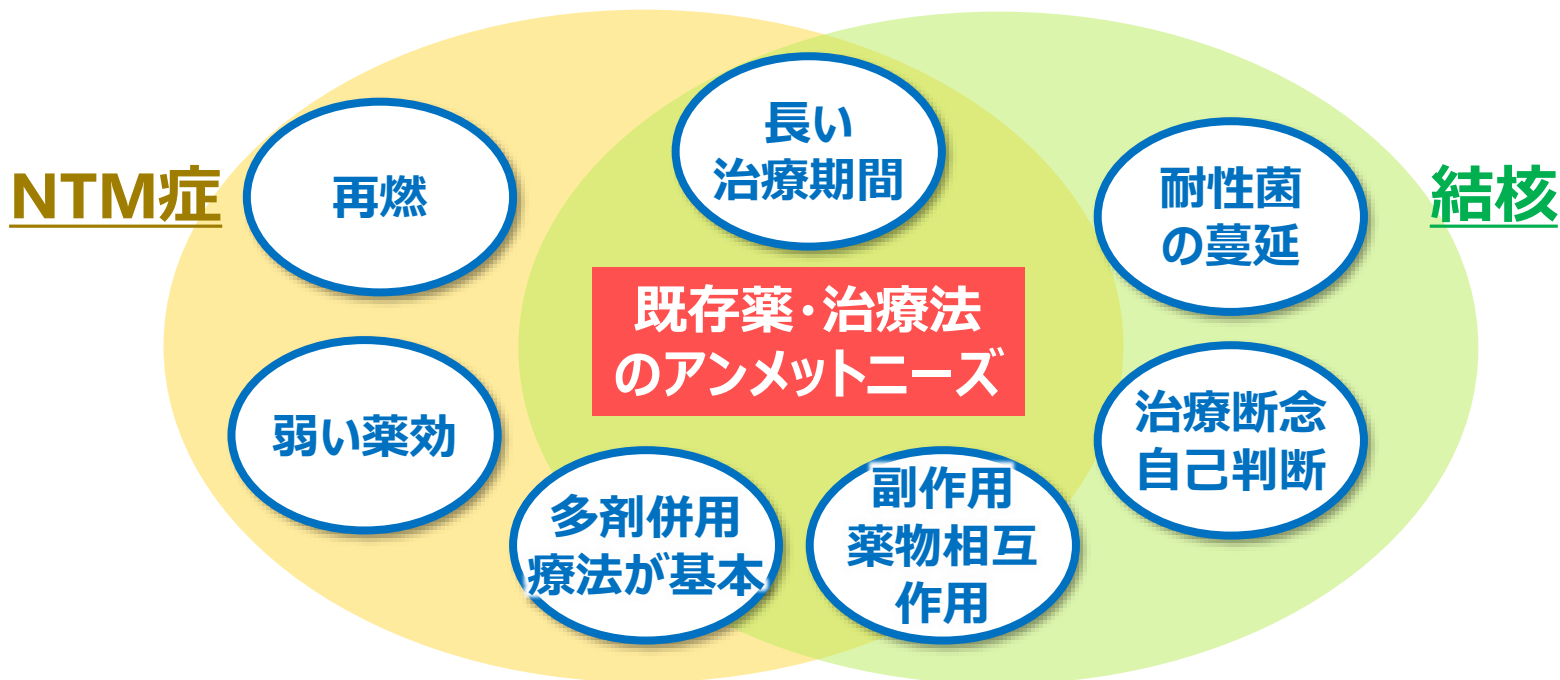 NTM症
再燃
弱い薬効
長い
治療期間
既存薬・治療法
のアンメットニーズ
多剤併用
療法が基本
副作用
薬物相互
作用
耐性菌
の蔓延
治療断念
自己判断
結核